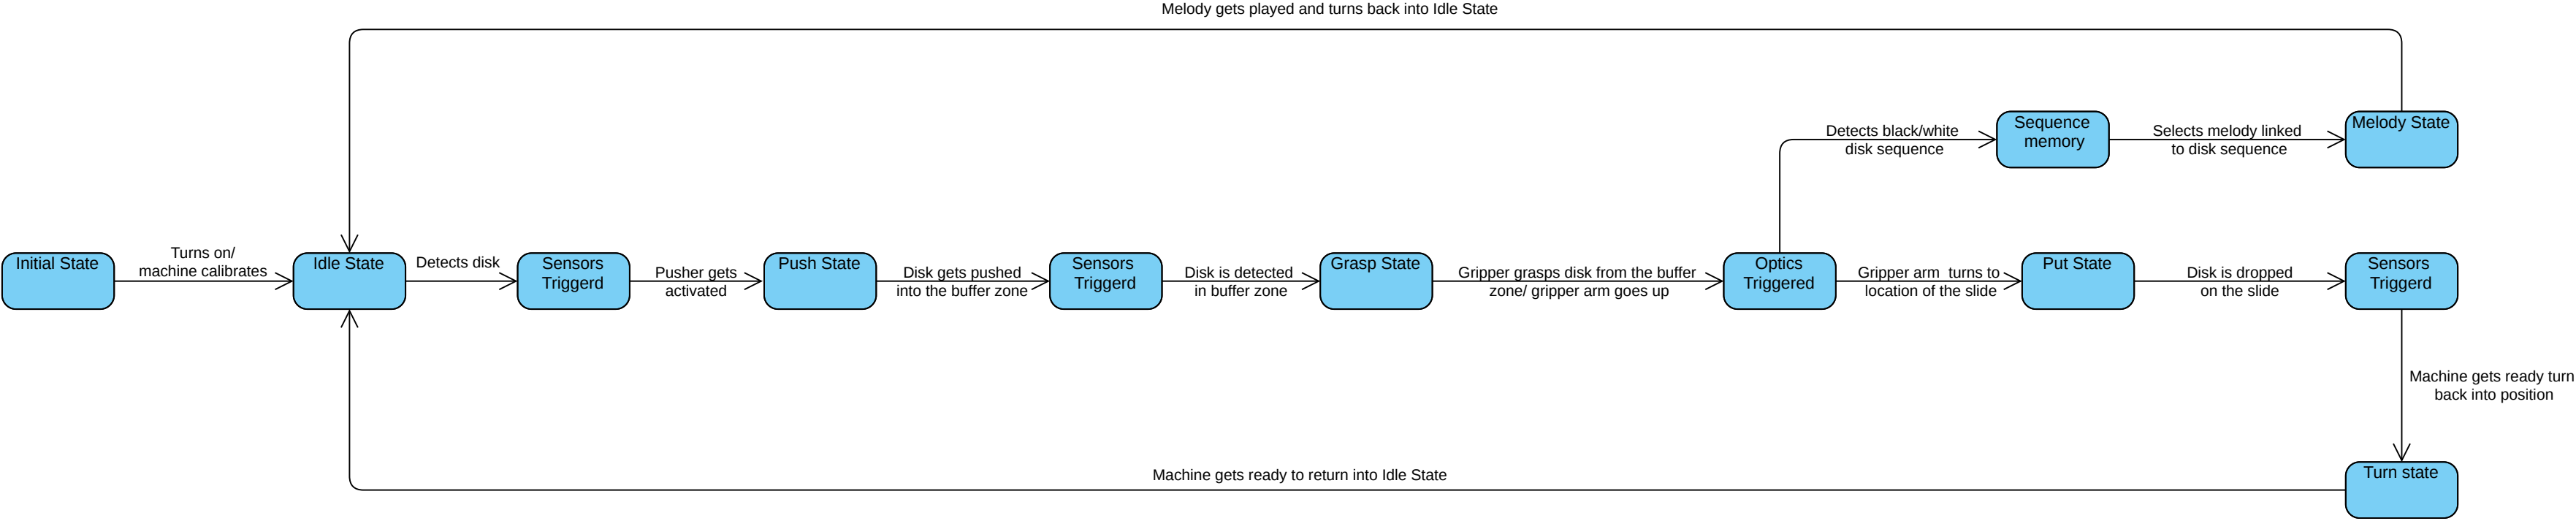 Melody gets played and turns back into Idle State
Detects black/white
disk sequence
Sequence
memory
Selects melody linked
to disk sequence
Melody State
Initial State
Turns on/
machine calibrates
Idle State
Detects disk
Sensors
Triggerd
Pusher gets
activated
Push State
Disk gets pushed
into the buffer zone
Sensors
Triggerd
Disk is detected
in buffer zone
Grasp State
Gripper grasps disk from the buffer
zone/ gripper arm goes up
Optics
Triggered
Gripper arm  turns to
location of the slide
Put State
Disk is dropped
on the slide
Sensors
Triggerd
Machine gets ready turn
back into position
Machine gets ready to return into Idle State
Turn state